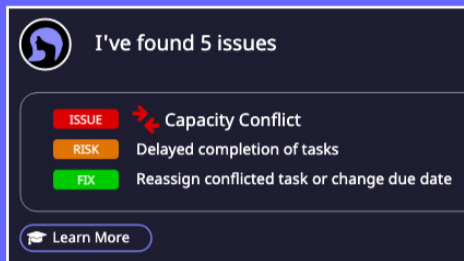 I've found 5 issues
ISSUE Capacity Conflict
RISK Delayed completion of tasks
FIX Reassign conflicted task or change due date
Learn More